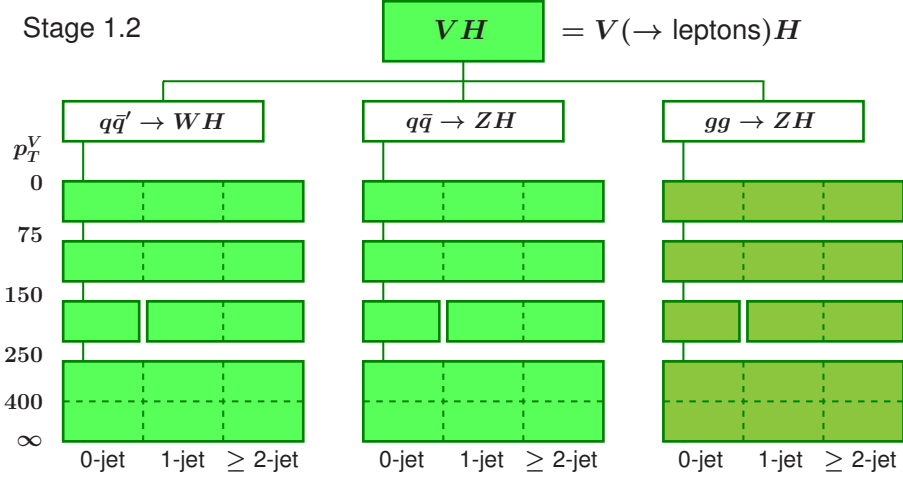 Stage 1.2
VH = V(→ leptons)H
qq̄′ → WH
qq̄ → ZH
gg → ZH
p_T^V
0
75
150
250
400
∞
0-jet 1-jet ≥ 2-jet
0-jet 1-jet ≥ 2-jet
0-jet 1-jet ≥ 2-jet